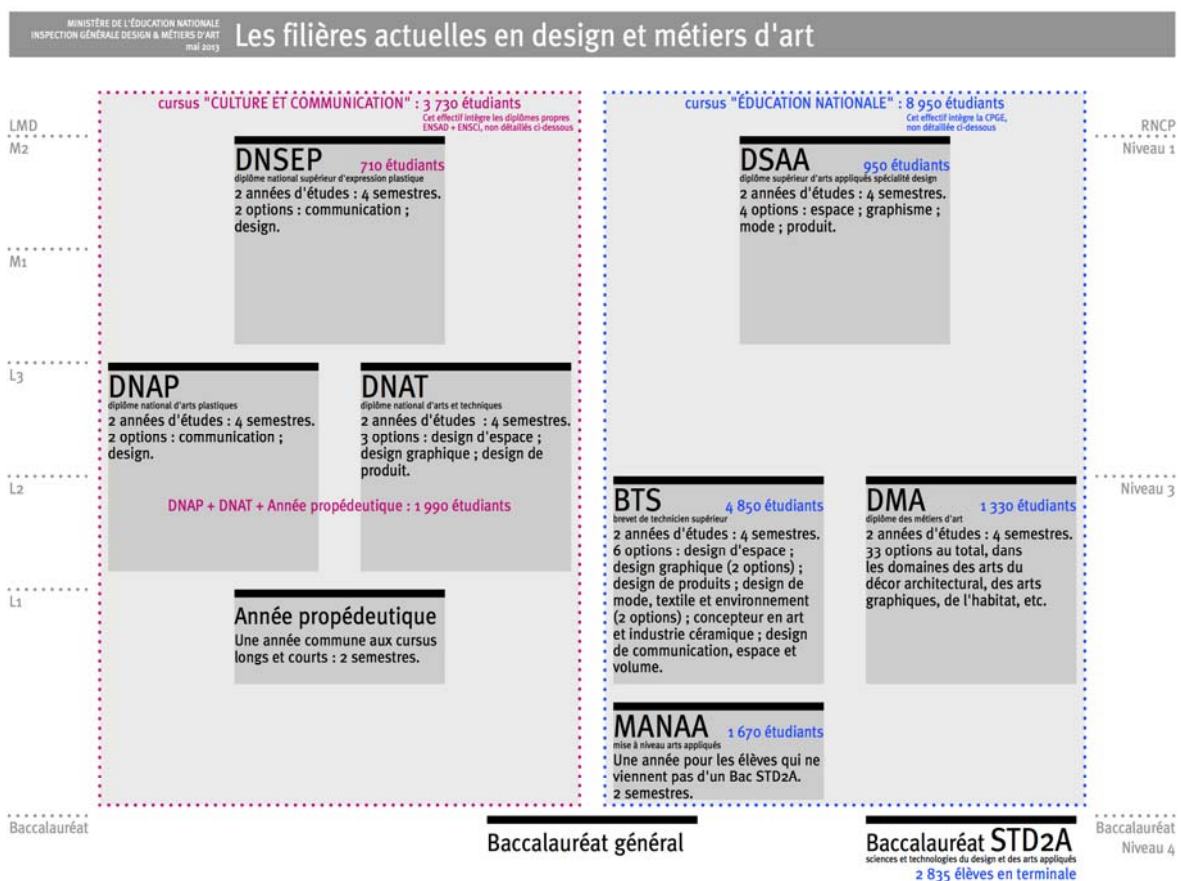 MINISTÈRE DE L'ÉDUCATION NATIONALE
INSPECTION GÉNÉRALE DESIGN & MÉTIERS D'ART
mai 2013
Les filières actuelles en design et métiers d'art
cursus "CULTURE ET COMMUNICATION" : 3 730 étudiants
Cet effectif intègre les diplômes propres
ENSAD + ENSCI, non détaillés ci-dessous
cursus "ÉDUCATION NATIONALE" : 8 950 étudiants
Cet effectif intègre la CPGE,
non détaillée ci-dessous
LMD
M2
M1
L3
L2
L1
Baccalauréat
RNCP
Niveau 1
Niveau 3
Baccalauréat
Niveau 4
DNSEP
710 étudiants
diplôme national supérieur d'expression plastique
2 années d'études : 4 semestres.
2 options : communication ;
design.
DSAA
950 étudiants
diplôme supérieur d'arts appliqués spécialité design
2 années d'études : 4 semestres.
4 options : espace ; graphisme ;
mode ; produit.
DNAP
diplôme national d'arts plastiques
2 années d'études : 4 semestres.
2 options : communication ;
design.
DNAT
diplôme national d'arts et techniques
2 années d'études : 4 semestres.
3 options : design d'espace ;
design graphique ; design de
produit.
DNAP + DNAT + Année propédeutique : 1 990 étudiants
Année propédeutique
Une année commune aux cursus
longs et courts : 2 semestres.
BTS
4 850 étudiants
brevet de technicien supérieur
2 années d'études : 4 semestres.
6 options : design d'espace ;
design graphique (2 options) ;
design de produits ; design de
mode, textile et environnement
(2 options) ; concepteur en art
et industrie céramique ; design
de communication, espace et
volume.
DMA
1 330 étudiants
diplôme des métiers d'art
2 années d'études : 4 semestres.
33 options au total, dans
les domaines des arts du
décor architectural, des arts
graphiques, de l'habitat, etc.
MANAA
1 670 étudiants
mise à niveau arts appliqués
Une année pour les élèves qui ne
viennent pas d'un Bac STD2A.
2 semestres.
Baccalauréat général
Baccalauréat STD2A
sciences et technologies du design et des arts appliqués
2 835 élèves en terminale